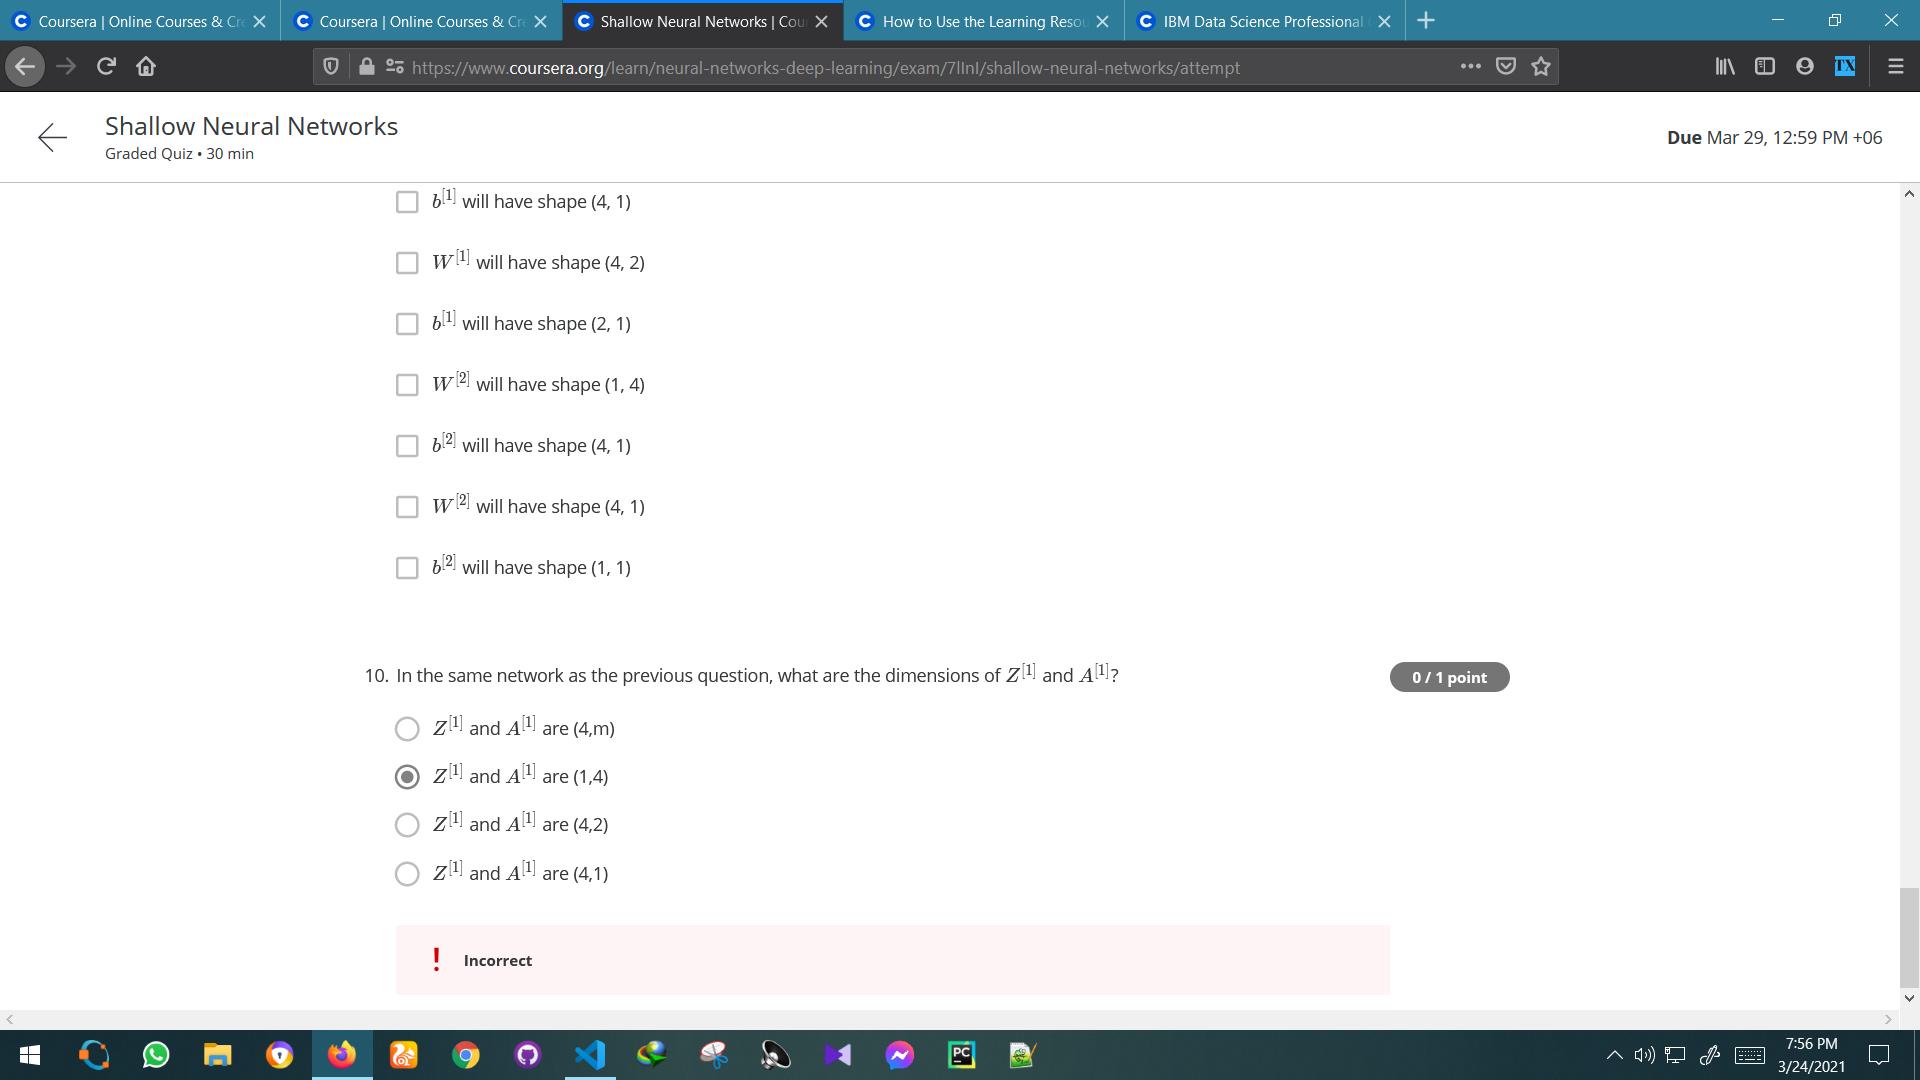 Coursera | Online Courses & Cre
Coursera | Online Courses & Cre
Shallow Neural Networks | Cour
How to Use the Learning Resou
IBM Data Science Professional
https://www.coursera.org/learn/neural-networks-deep-learning/exam/7lInI/shallow-neural-networks/attempt
TX
Shallow Neural Networks
Graded Quiz • 30 min
Due Mar 29, 12:59 PM +06
b[1] will have shape (4, 1)
W[1] will have shape (4, 2)
b[1] will have shape (2, 1)
W[2] will have shape (1, 4)
b[2] will have shape (4, 1)
W[2] will have shape (4, 1)
b[2] will have shape (1, 1)
10. In the same network as the previous question, what are the dimensions of Z[1] and A[1]?
0 / 1 point
Z[1] and A[1] are (4,m)
Z[1] and A[1] are (1,4)
Z[1] and A[1] are (4,2)
Z[1] and A[1] are (4,1)
! Incorrect
PC
7:56 PM
3/24/2021